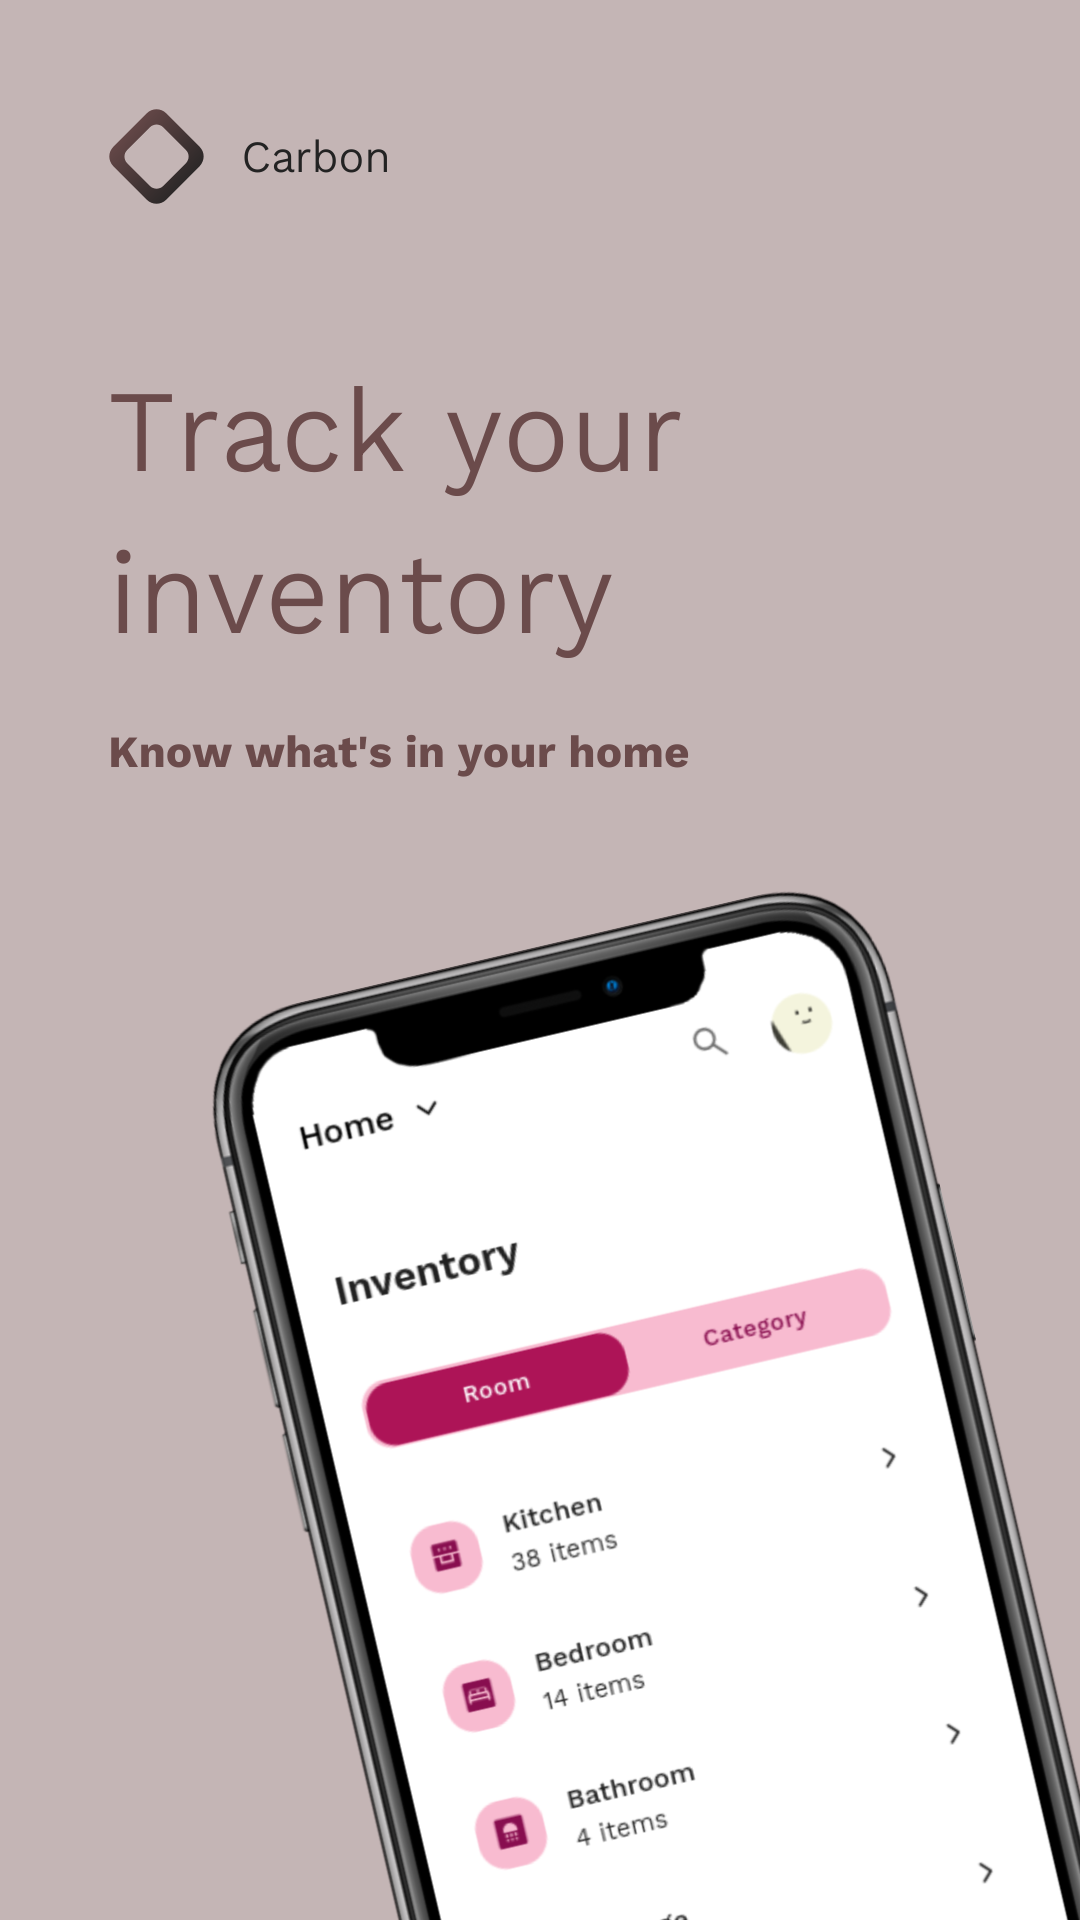 Carbon
Track your
inventory
Know what's in your home
Home
Inventory
Room
Category
Kitchen
38 items
Bedroom
14 items
Bathroom
4 items